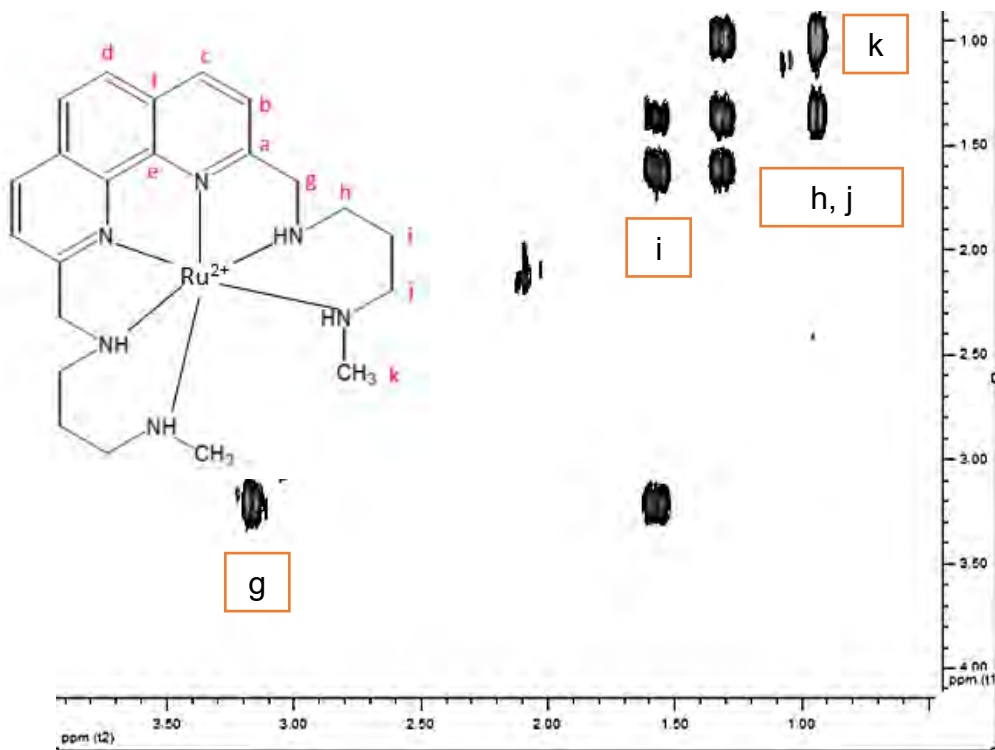 d
c
f
b
a
e
g
h
i
j
k
N
N
HN
Ru2+
HN
NH
NH
CH3
CH3
k
h, j
i
g
1.00
1.50
2.00
2.50
3.00
3.50
4.00
ppm (t1
3.50
3.00
2.50
2.00
1.50
1.00
ppm (t2)